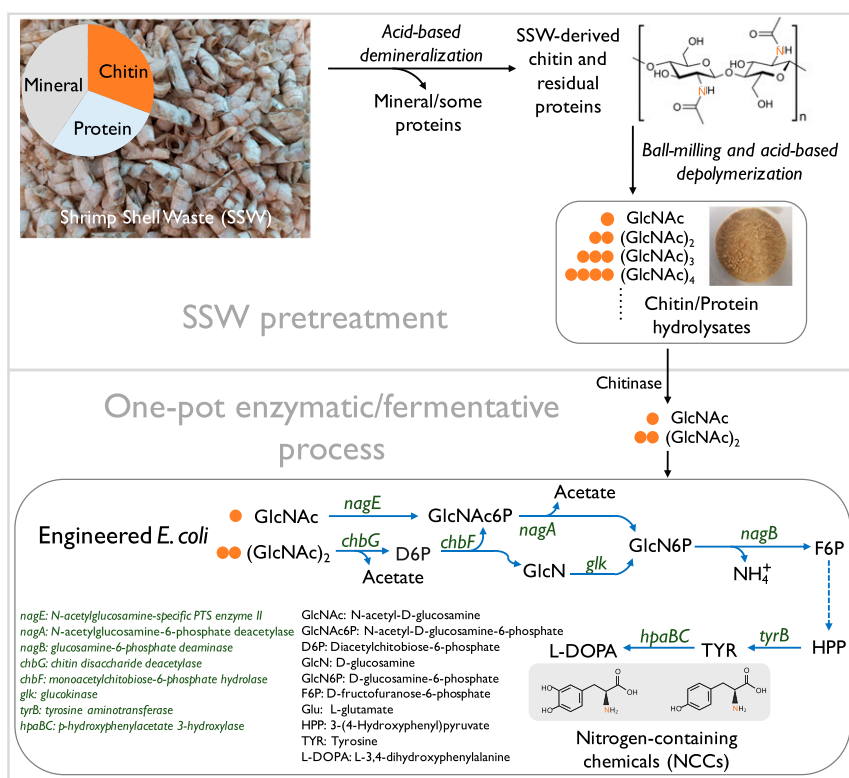 Mineral
Chitin
Protein
Shrimp Shell Waste (SSW)
Acid-based
demineralization
Mineral/some
proteins
SSW-derived
chitin and
residual
proteins
OH
O
HO
NH
O
O
O
HO
NH
O
O
OH
n
Ball-milling and acid-based
depolymerization
GlcNAc
(GlcNAc)2
(GlcNAc)3
(GlcNAc)4
Chitin/Protein
hydrolysates
SSW pretreatment
Chitinase
One-pot enzymatic/fermentative
process
GlcNAc
(GlcNAc)2
Engineered E. coli
GlcNAc
nagE
GlcNAc6P
nagA
Acetate
(GlcNAc)2
chbG
Acetate
D6P
chbF
GlcN
glk
GlcN6P
nagB
NH4+
F6P
HPP
tyrB
TYR
hpaBC
L-DOPA
nagE: N-acetylglucosamine-specific PTS enzyme II
nagA: N-acetylglucosamine-6-phosphate deacetylase
nagB: glucosamine-6-phosphate deaminase
chbG: chitin disaccharide deacetylase
chbF: monoacetylchitobiose-6-phosphate hydrolase
glk: glucokinase
tyrB: tyrosine aminotransferase
hpaBC: p-hydroxyphenylacetate 3-hydroxylase
GlcNAc: N-acetyl-D-glucosamine
GlcNAc6P: N-acetyl-D-glucosamine-6-phosphate
D6P: Diacetylchitobiose-6-phosphate
GlcN: D-glucosamine
GlcN6P: D-glucosamine-6-phosphate
F6P: D-fructofuranose-6-phosphate
Glu: L-glutamate
HPP: 3-(4-Hydroxyphenyl)pyruvate
TYR: Tyrosine
L-DOPA: L-3,4-dihydroxyphenylalanine
HO
HO
O
OH
NH2
HO
O
OH
NH2
Nitrogen-containing
chemicals (NCCs)